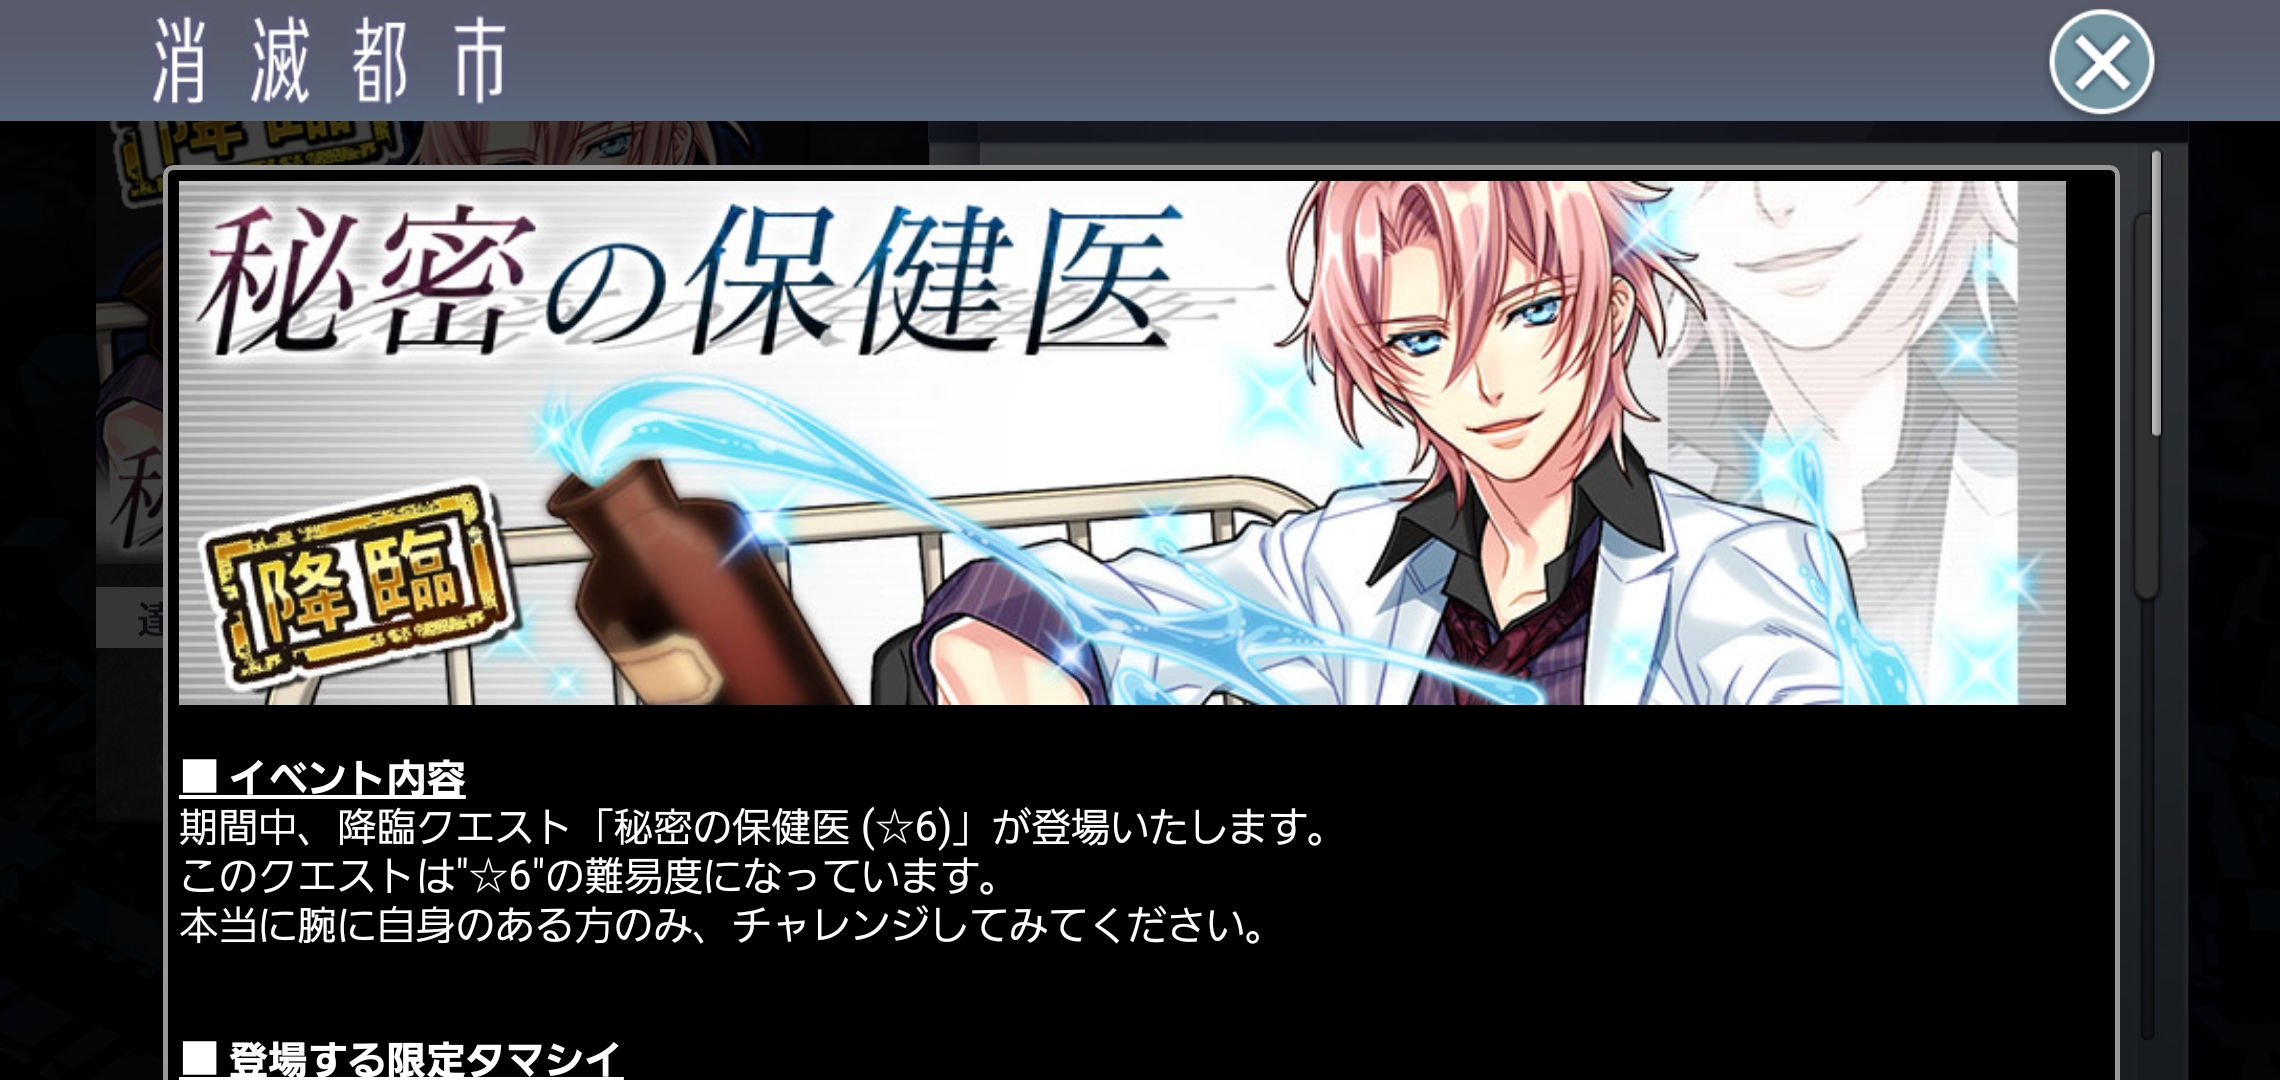 消滅都市
秘密の保健医
降臨
■ イベント内容
期間中、降臨クエスト「秘密の保健医 (☆6)」が登場いたします。
このクエストは"☆6"の難易度になっています。
本当に腕に自身のある方のみ、チャレンジしてみてください。
■ 登場する限定タマシイ